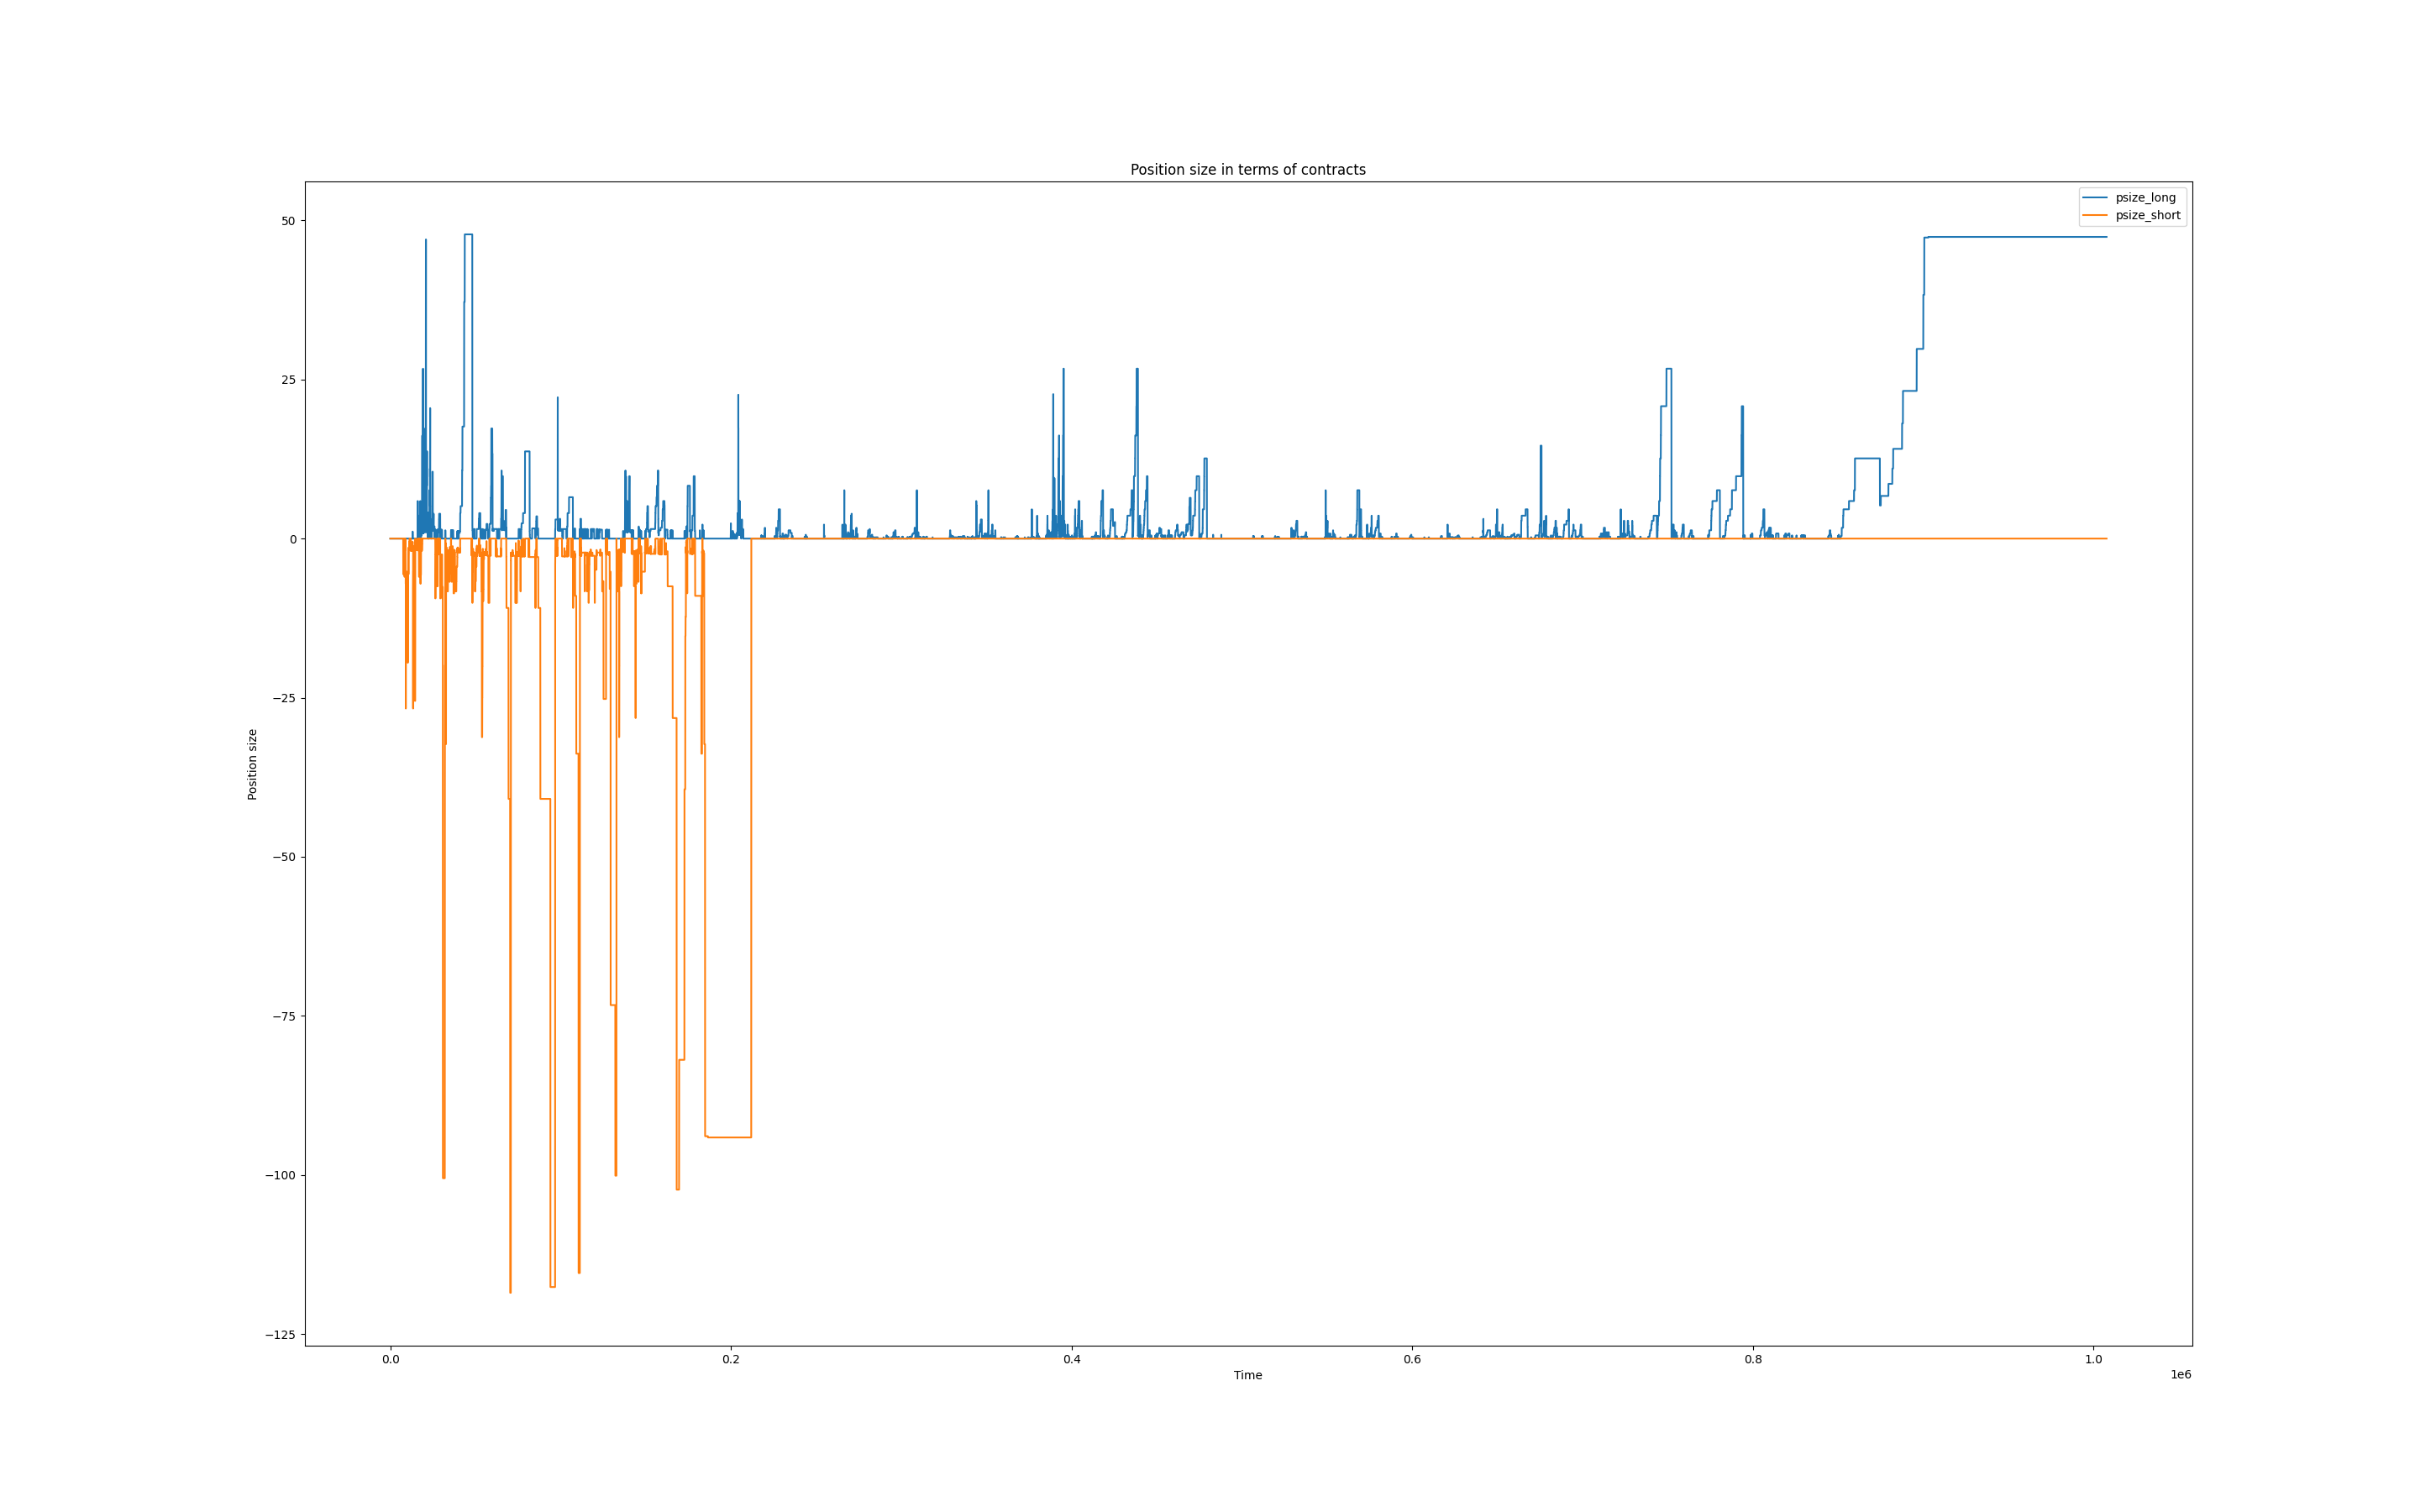 Position size in terms of contracts
psize_long
psize_short
50
25
0
−25
−50
−75
−100
−125
Position size
0.0
0.2
0.4
0.6
0.8
1.0
Time
1e6